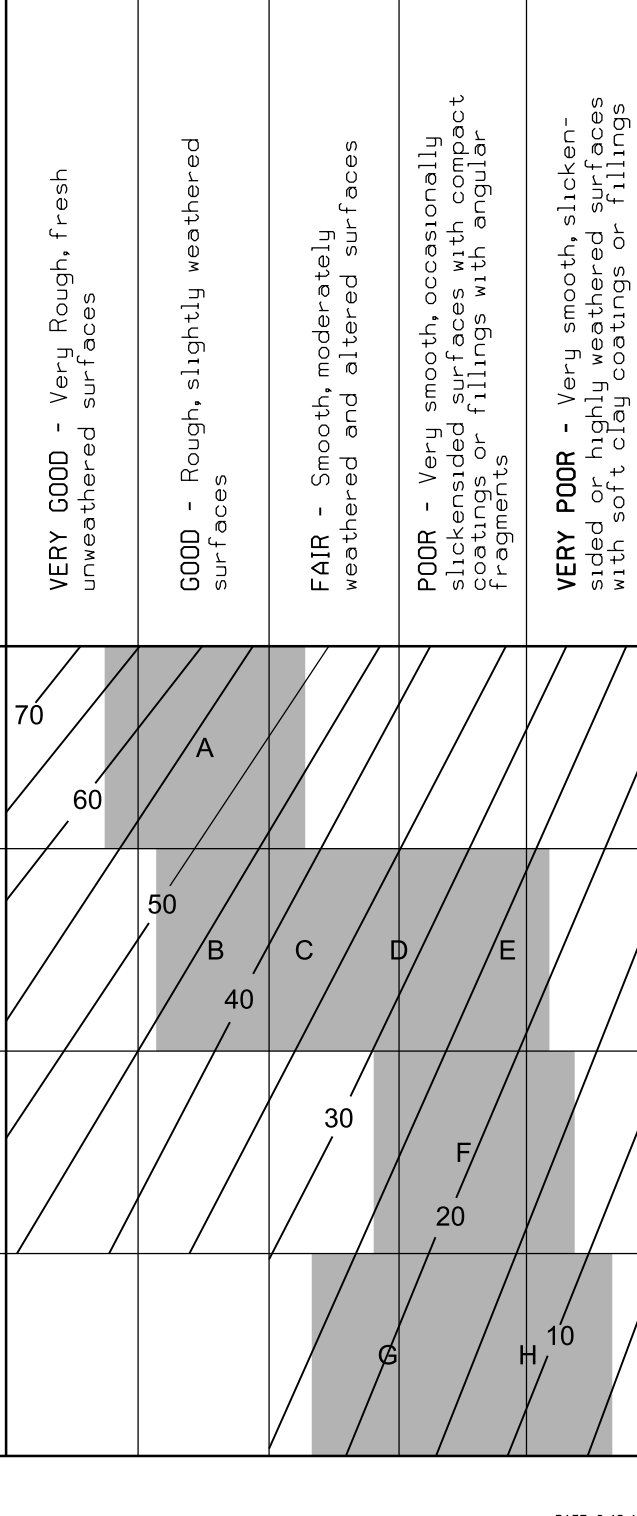 VERY GOOD - Very Rough, fresh
unweathered surfaces
GOOD - Rough, slightly weathered
surfaces
FAIR - Smooth, moderately
weathered and altered surfaces
POOR - Very smooth, occasionally
slickensided surfaces with compact
coatings or fillings with angular
fragments
VERY POOR - Very smooth, slicken-
sided or highly weathered surfaces
with soft clay coatings or fillings
70
A
60
50
B
C
D
E
40
30
F
20
10
G
H